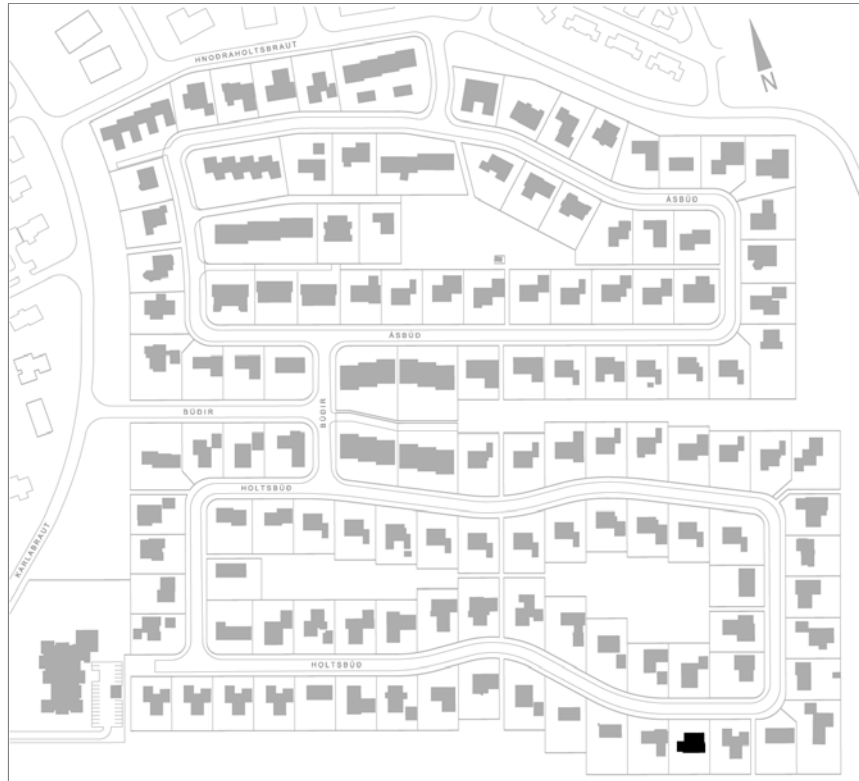 HNOÐRAHOLTSBRAUT
N
ÁSBÚÐ
ÁSBÚÐ
BÚÐIR
BÚÐIR
HOLTSBÚÐ
KARLABRAUT
HOLTSBÚÐ